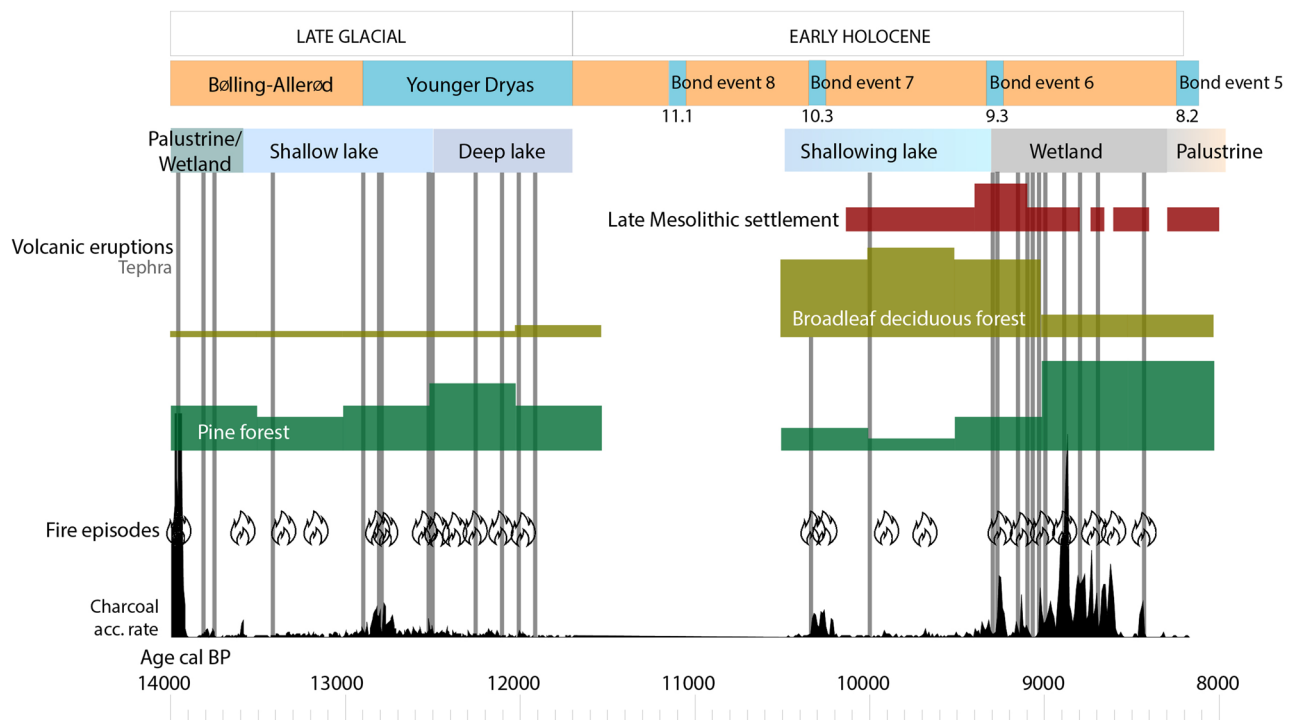 LATE GLACIAL
EARLY HOLOCENE
Bølling-Allerød
Younger Dryas
Bond event 8
Bond event 7
Bond event 6
Bond event 5
11.1
10.3
9.3
8.2
Palustrine/
Wetland
Shallow lake
Deep lake
Shallowing lake
Wetland
Palustrine
Late Mesolithic settlement
Volcanic eruptions
Tephra
Broadleaf deciduous forest
Pine forest
Fire episodes
Charcoal
acc. rate
Age cal BP
14000
13000
12000
11000
10000
9000
8000